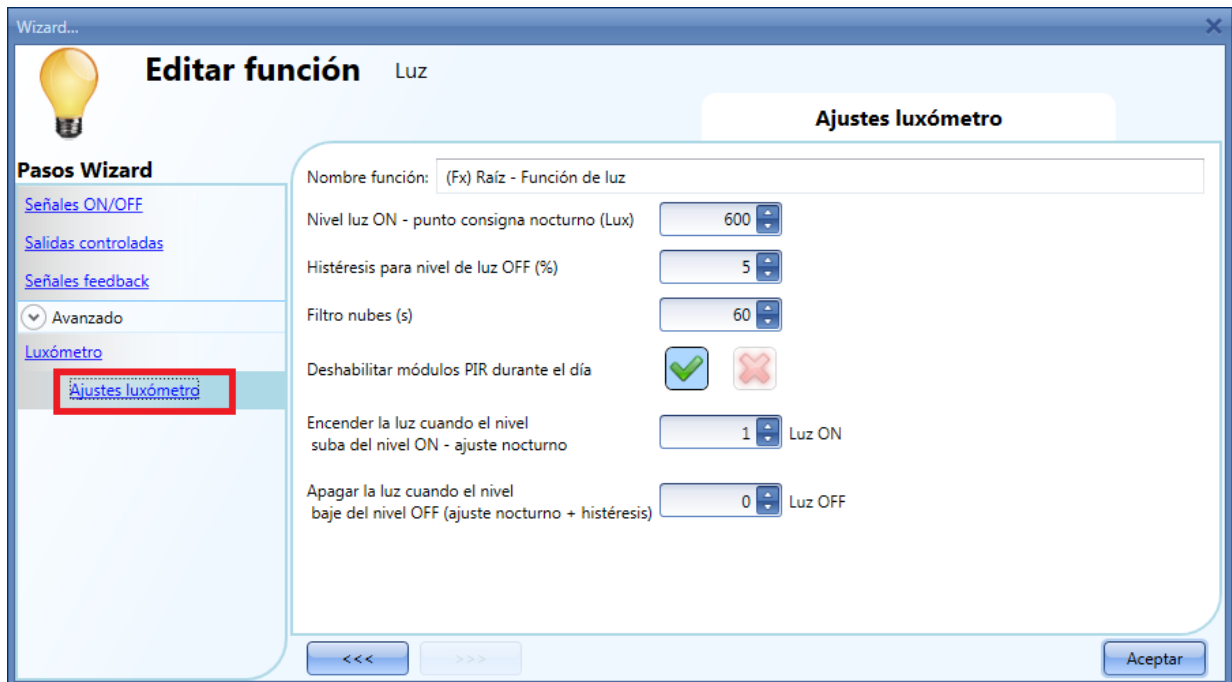 Wizard...
Editar función Luz
Ajustes luxómetro
Pasos Wizard
Señales ON/OFF
Salidas controladas
Señales feedback
Avanzado
Luxómetro
Ajustes luxómetro
Nombre función: (Fx) Raíz - Función de luz
Nivel luz ON - punto consigna nocturno (Lux) 600
Histéresis para nivel de luz OFF (%) 5
Filtro nubes (s) 60
Deshabilitar módulos PIR durante el día
Encender la luz cuando el nivel
suba del nivel ON - ajuste nocturno 1 Luz ON
Apagar la luz cuando el nivel
baje del nivel OFF (ajuste nocturno + histéresis) 0 Luz OFF
<<< >>> Aceptar